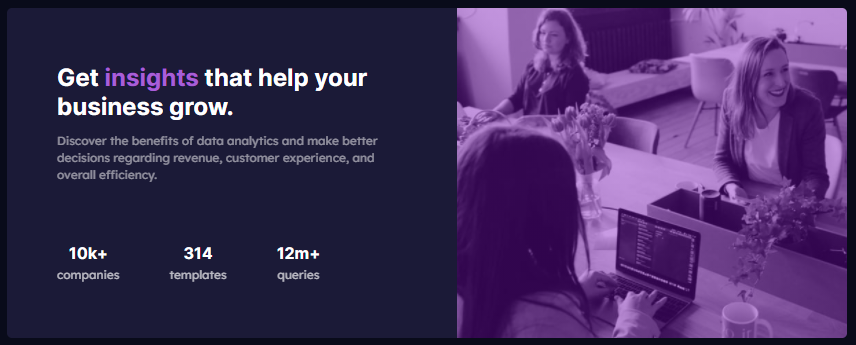 Get insights that help your
business grow.
Discover the benefits of data analytics and make better
decisions regarding revenue, customer experience, and
overall efficiency.
10k+ 314 12m+
companies templates queries